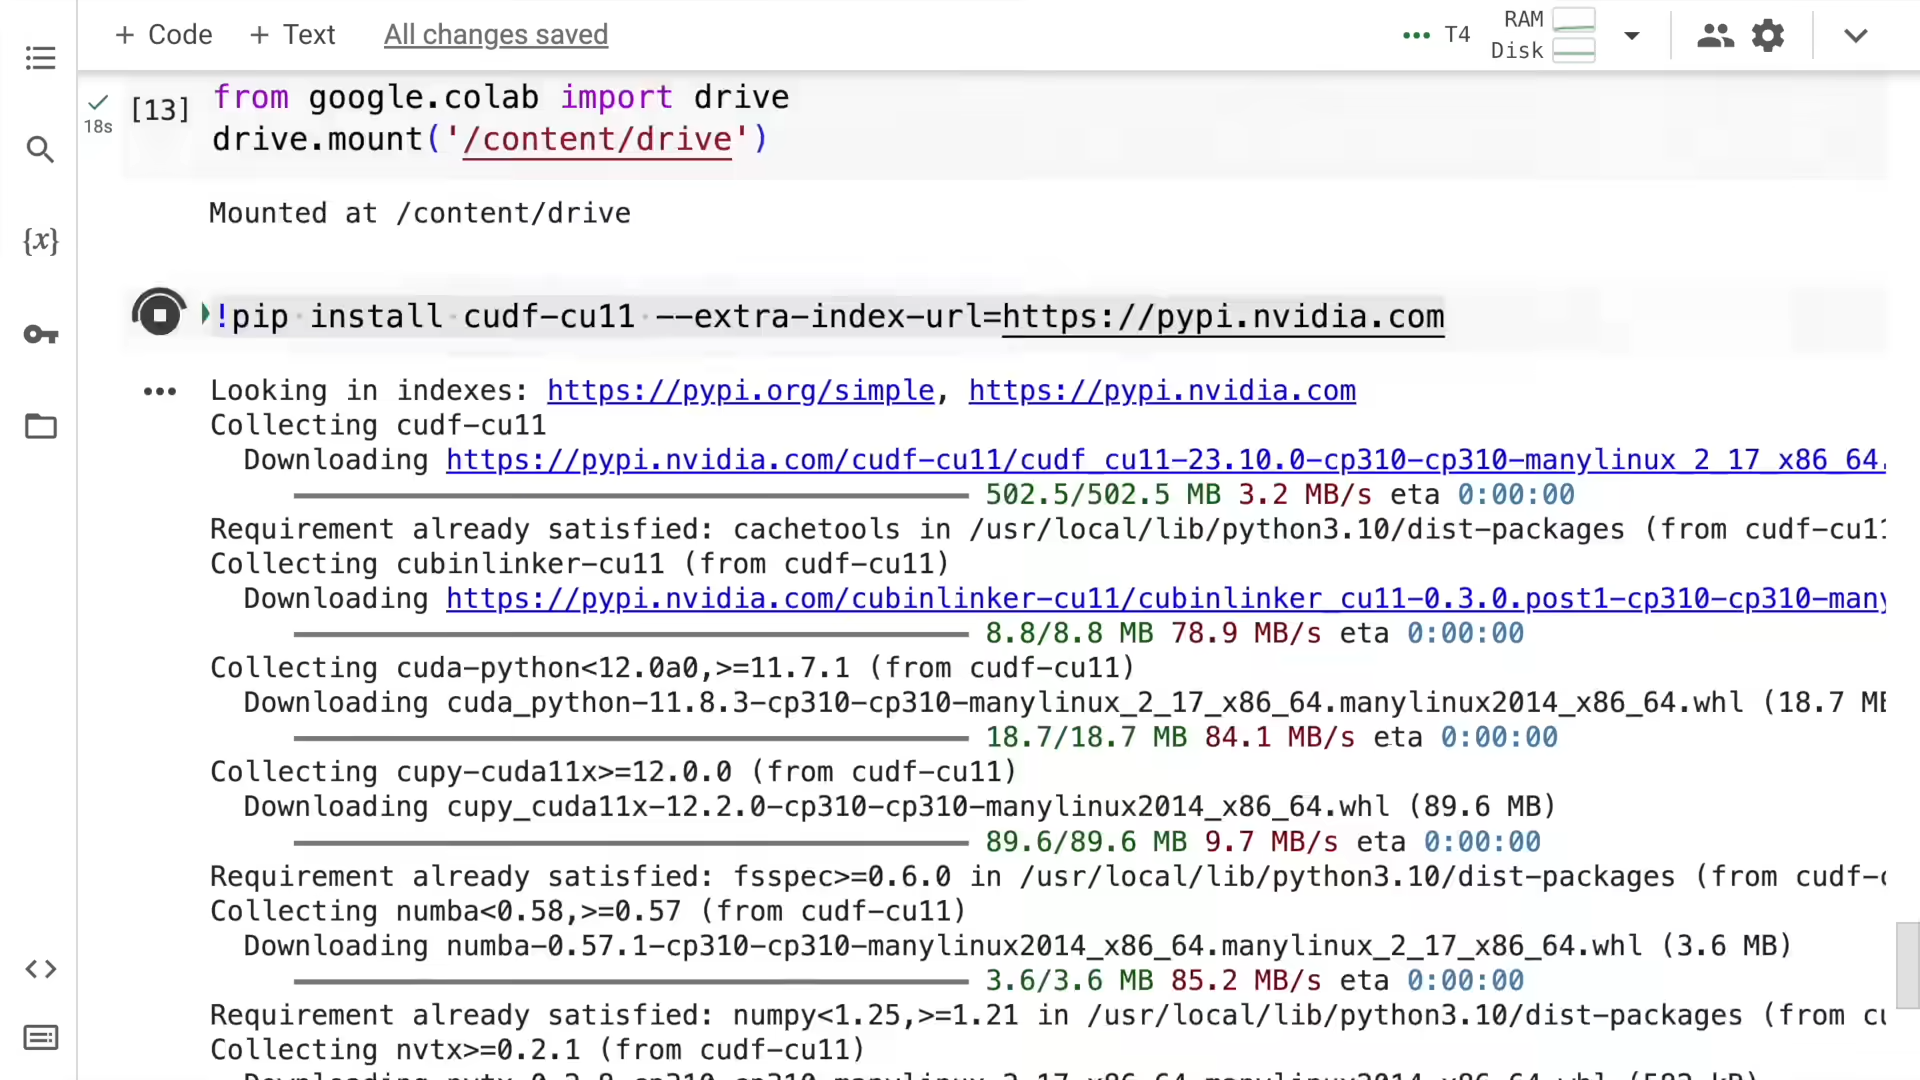 + Code + Text All changes saved
T4
RAM
Disk
{x}
18s
[13] from google.colab import drive
drive.mount('/content/drive')
Mounted at /content/drive
!pip install cudf-cu11 --extra-index-url=https://pypi.nvidia.com
Looking in indexes: https://pypi.org/simple, https://pypi.nvidia.com
Collecting cudf-cu11
Downloading https://pypi.nvidia.com/cudf-cu11/cudf_cu11-23.10.0-cp310-cp310-manylinux_2_17_x86_64.
502.5/502.5 MB 3.2 MB/s eta 0:00:00
Requirement already satisfied: cachetools in /usr/local/lib/python3.10/dist-packages (from cudf-cu11
Collecting cubinlinker-cu11 (from cudf-cu11)
Downloading https://pypi.nvidia.com/cubinlinker-cu11/cubinlinker_cu11-0.3.0.post1-cp310-cp310-many
8.8/8.8 MB 78.9 MB/s eta 0:00:00
Collecting cuda-python<12.0a0,>=11.7.1 (from cudf-cu11)
Downloading cuda_python-11.8.3-cp310-cp310-manylinux_2_17_x86_64.manylinux2014_x86_64.whl (18.7 MB
18.7/18.7 MB 84.1 MB/s eta 0:00:00
Collecting cupy-cuda11x>=12.0.0 (from cudf-cu11)
Downloading cupy_cuda11x-12.2.0-cp310-cp310-manylinux2014_x86_64.whl (89.6 MB)
89.6/89.6 MB 9.7 MB/s eta 0:00:00
Requirement already satisfied: fsspec>=0.6.0 in /usr/local/lib/python3.10/dist-packages (from cudf-c
Collecting numba<0.58,>=0.57 (from cudf-cu11)
Downloading numba-0.57.1-cp310-cp310-manylinux2014_x86_64.manylinux_2_17_x86_64.whl (3.6 MB)
3.6/3.6 MB 85.2 MB/s eta 0:00:00
Requirement already satisfied: numpy<1.25,>=1.21 in /usr/local/lib/python3.10/dist-packages (from cu
Collecting nvtx>=0.2.1 (from cudf-cu11)